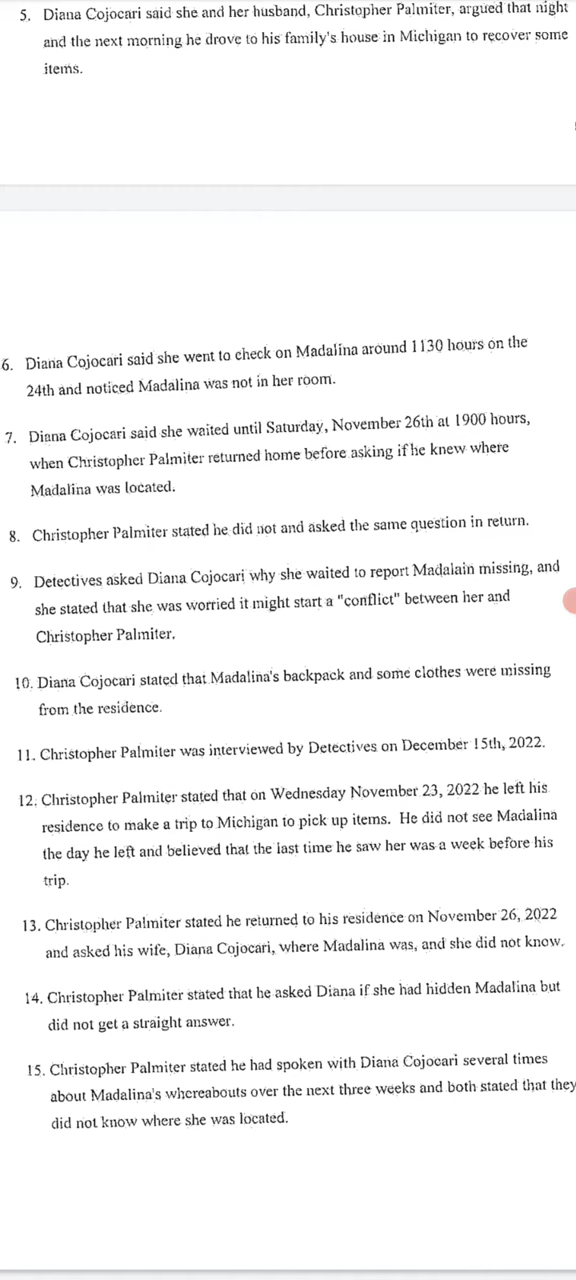 5. Diana Cojocari said she and her husband, Christopher Palmiter, argued that night
and the next morning he drove to his family's house in Michigan to recover some
items.
6. Diana Cojocari said she went to check on Madalina around 1130 hours on the
24th and noticed Madalina was not in her room.
7. Diana Cojocari said she waited until Saturday, November 26th at 1900 hours,
when Christopher Palmiter returned home before asking if he knew where
Madalina was located.
8. Christopher Palmiter stated he did not and asked the same question in return.
9. Detectives asked Diana Cojocari why she waited to report Madalain missing, and
she stated that she was worried it might start a "conflict" between her and
Christopher Palmiter.
10. Diana Cojocari stated that Madalina's backpack and some clothes were missing
from the residence.
11. Christopher Palmiter was interviewed by Detectives on December 15th, 2022.
12. Christopher Palmiter stated that on Wednesday November 23, 2022 he left his
residence to make a trip to Michigan to pick up items. He did not see Madalina
the day he left and believed that the last time he saw her was a week before his
trip.
13. Christopher Palmiter stated he returned to his residence on November 26, 2022
and asked his wife, Diana Cojocari, where Madalina was, and she did not know.
14. Christopher Palmiter stated that he asked Diana if she had hidden Madalina but
did not get a straight answer.
15. Christopher Palmiter stated he had spoken with Diana Cojocari several times
about Madalina's whereabouts over the next three weeks and both stated that they
did not know where she was located.